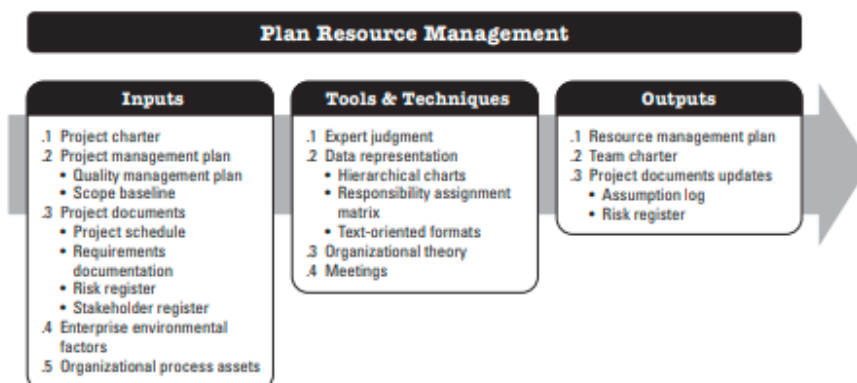 Plan Resource Management
Inputs
.1 Project charter
.2 Project management plan
• Quality management plan
• Scope baseline
.3 Project documents
• Project schedule
• Requirements
documentation
• Risk register
• Stakeholder register
.4 Enterprise environmental
factors
.5 Organizational process assets
Tools & Techniques
.1 Expert judgment
.2 Data representation
• Hierarchical charts
• Responsibility assignment
matrix
• Text-oriented formats
.3 Organizational theory
.4 Meetings
Outputs
.1 Resource management plan
.2 Team charter
.3 Project documents updates
• Assumption log
• Risk register